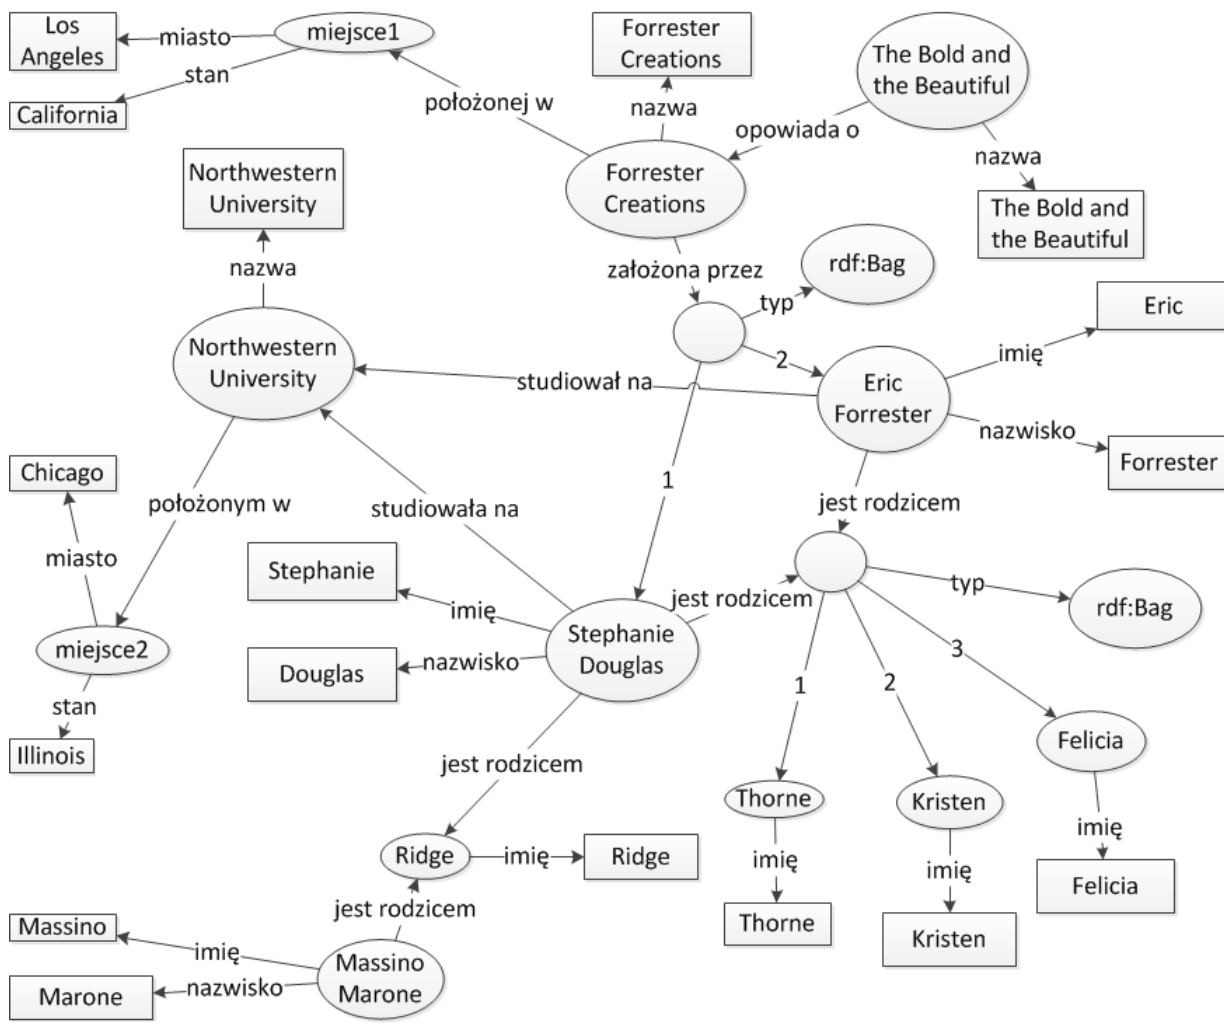 Los
Angeles
miasto
miejsce1
stan
California
położonej w
Forrester
Creations
nazwa
The Bold and
the Beautiful
opowiada o
nazwa
The Bold and
the Beautiful
Forrester
Creations
Northwestern
University
nazwa
założona przez
rdf:Bag
typ
2
Eric
imię
Northwestern
University
studiował na
Eric
Forrester
nazwisko
Forrester
Chicago
położonym w
studiowała na
1
jest rodzicem
miasto
Stephanie
imię
jest rodzicem
typ
rdf:Bag
miejsce2
Douglas
nazwisko
Stephanie
Douglas
1
2
3
stan
Illinois
jest rodzicem
Felicia
Thorne
Kristen
imię
Ridge
imię
Ridge
imię
imię
Felicia
jest rodzicem
Thorne
Kristen
Massino
imię
Marone
nazwisko
Massino
Marone